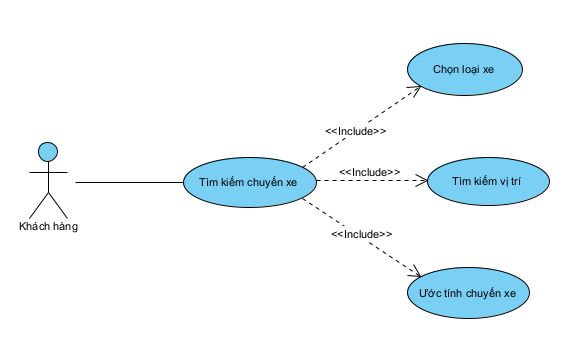 Chọn loại xe
<<Include>>
<<Include>>
Tìm kiếm chuyến xe
Tìm kiếm vị trí
Khách hàng
<<Include>>
Ước tính chuyến xe